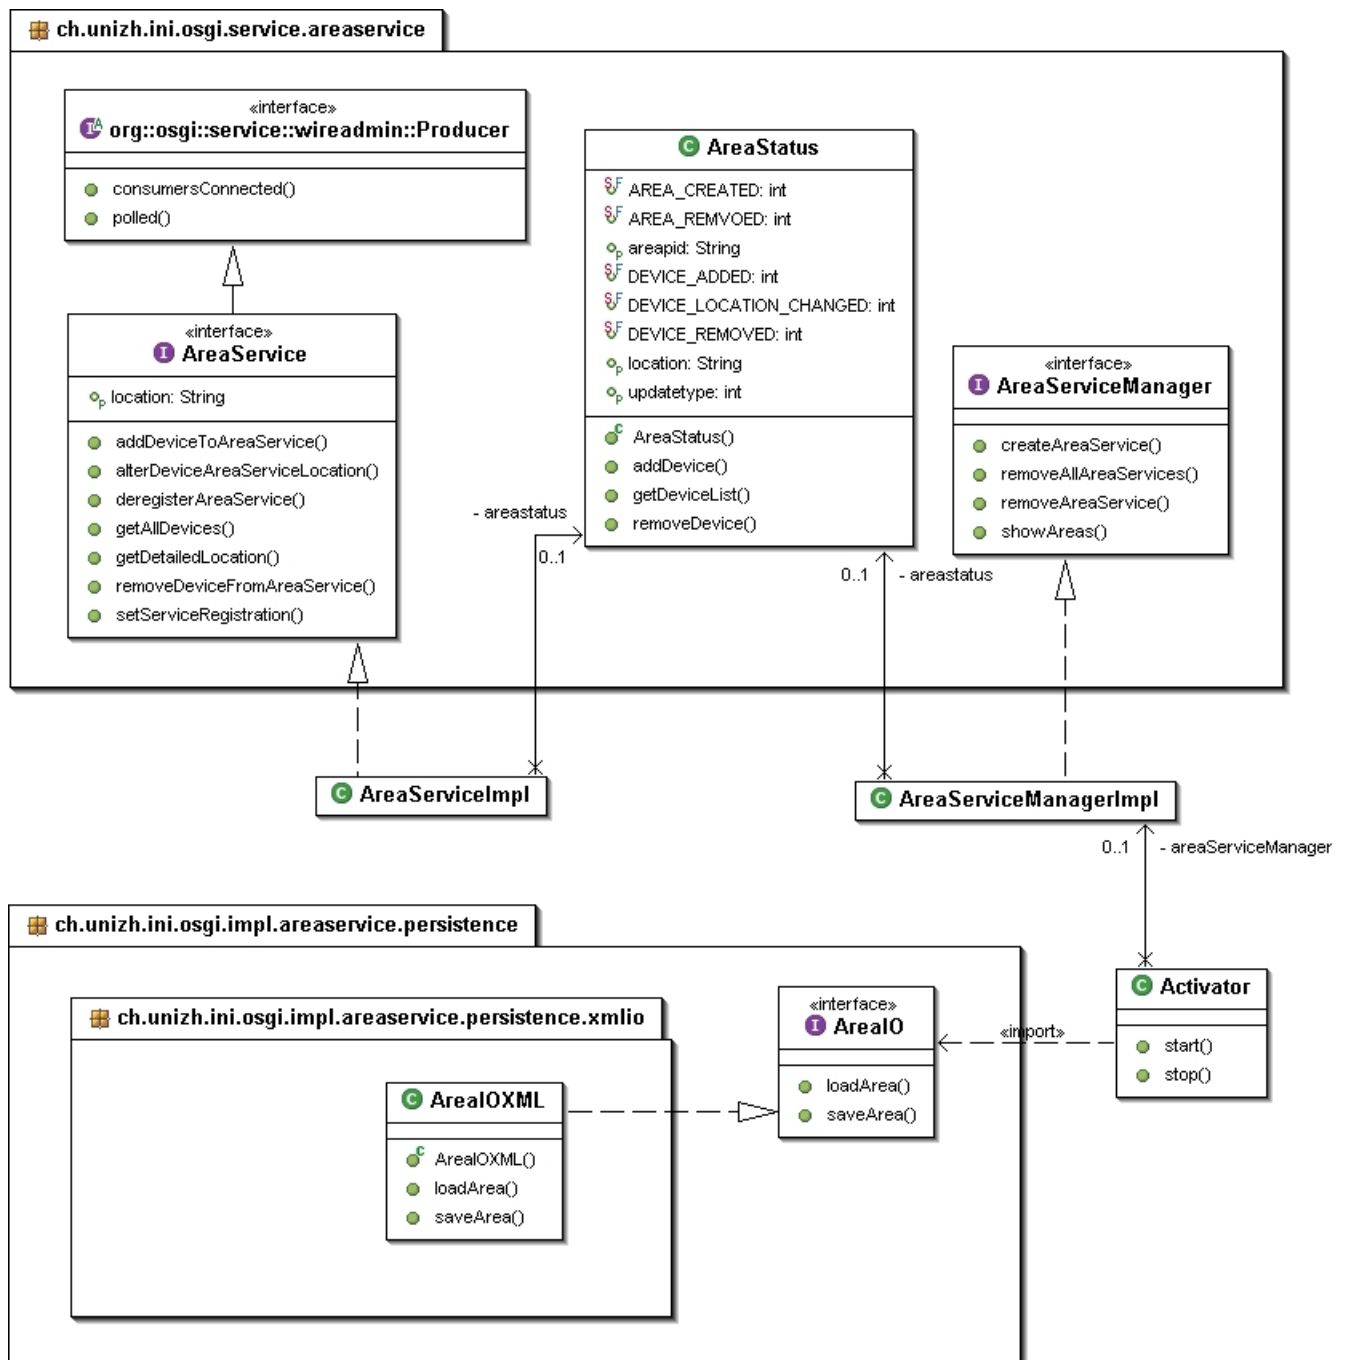 ch.unizh.ini.osgi.service.areaservice
«interface»
org::osgi::service::wireadmin::Producer
consumersConnected()
polled()
«interface»
AreaService
location: String
addDeviceToAreaService()
alterDeviceAreaServiceLocation()
deregisterAreaService()
getAllDevices()
getDetailedLocation()
removeDeviceFromAreaService()
setServiceRegistration()
AreaStatus
AREA_CREATED: int
AREA_REMVOED: int
areapid: String
DEVICE_ADDED: int
DEVICE_LOCATION_CHANGED: int
DEVICE_REMOVED: int
location: String
updatetype: int
AreaStatus()
addDevice()
getDeviceList()
removeDevice()
«interface»
AreaServiceManager
createAreaService()
removeAllAreaServices()
removeAreaService()
showAreas()
- areastatus
0..1
0..1
- areastatus
AreaServiceImpl
AreaServiceManagerImpl
0..1
- areaServiceManager
ch.unizh.ini.osgi.impl.areaservice.persistence
ch.unizh.ini.osgi.impl.areaservice.persistence.xmlio
AreaIOXML
AreaIOXML()
loadArea()
saveArea()
«interface»
AreaIO
loadArea()
saveArea()
«import»
Activator
start()
stop()